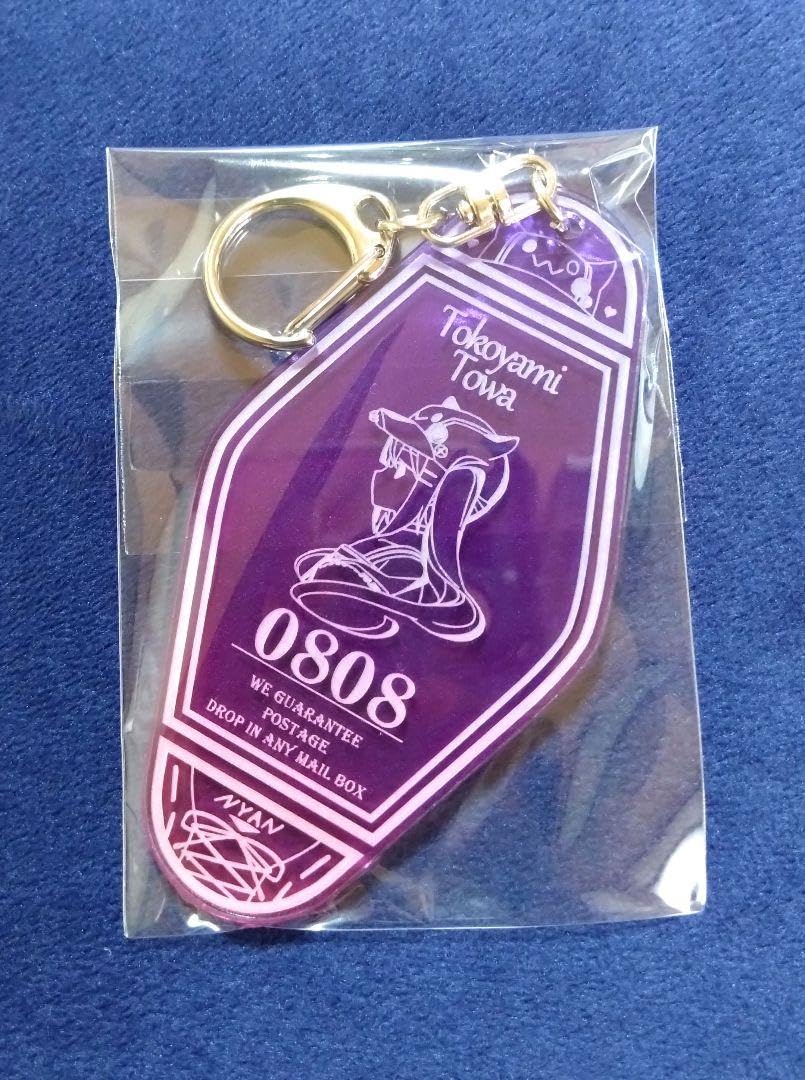 Tokoyami
Towa
0808
WE GUARANTEE
POSTAGE
DROP IN ANY MAIL BOX
NYAN